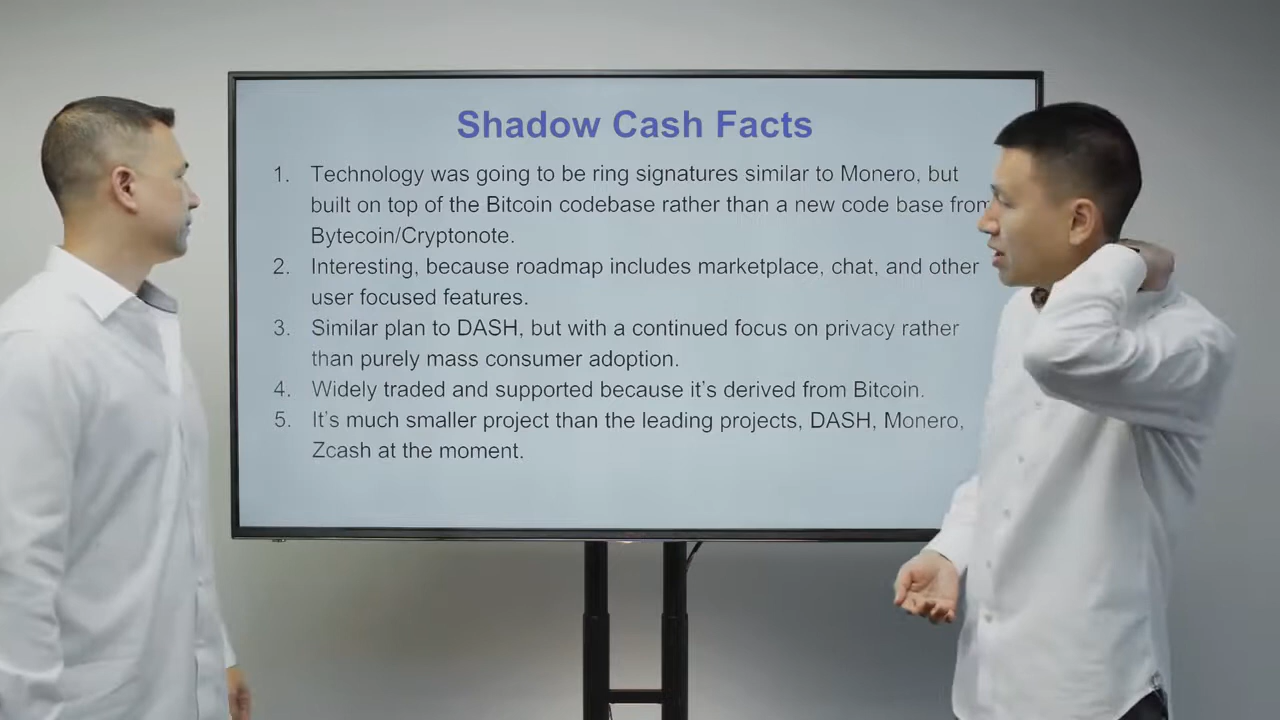 Shadow Cash Facts
1. Technology was going to be ring signatures similar to Monero, but
built on top of the Bitcoin codebase rather than a new code base from
Bytecoin/Cryptonote.
2. Interesting, because roadmap includes marketplace, chat, and other
user focused features.
3. Similar plan to DASH, but with a continued focus on privacy rather
than purely mass consumer adoption.
4. Widely traded and supported because it's derived from Bitcoin.
5. It's much smaller project than the leading projects, DASH, Monero,
Zcash at the moment.